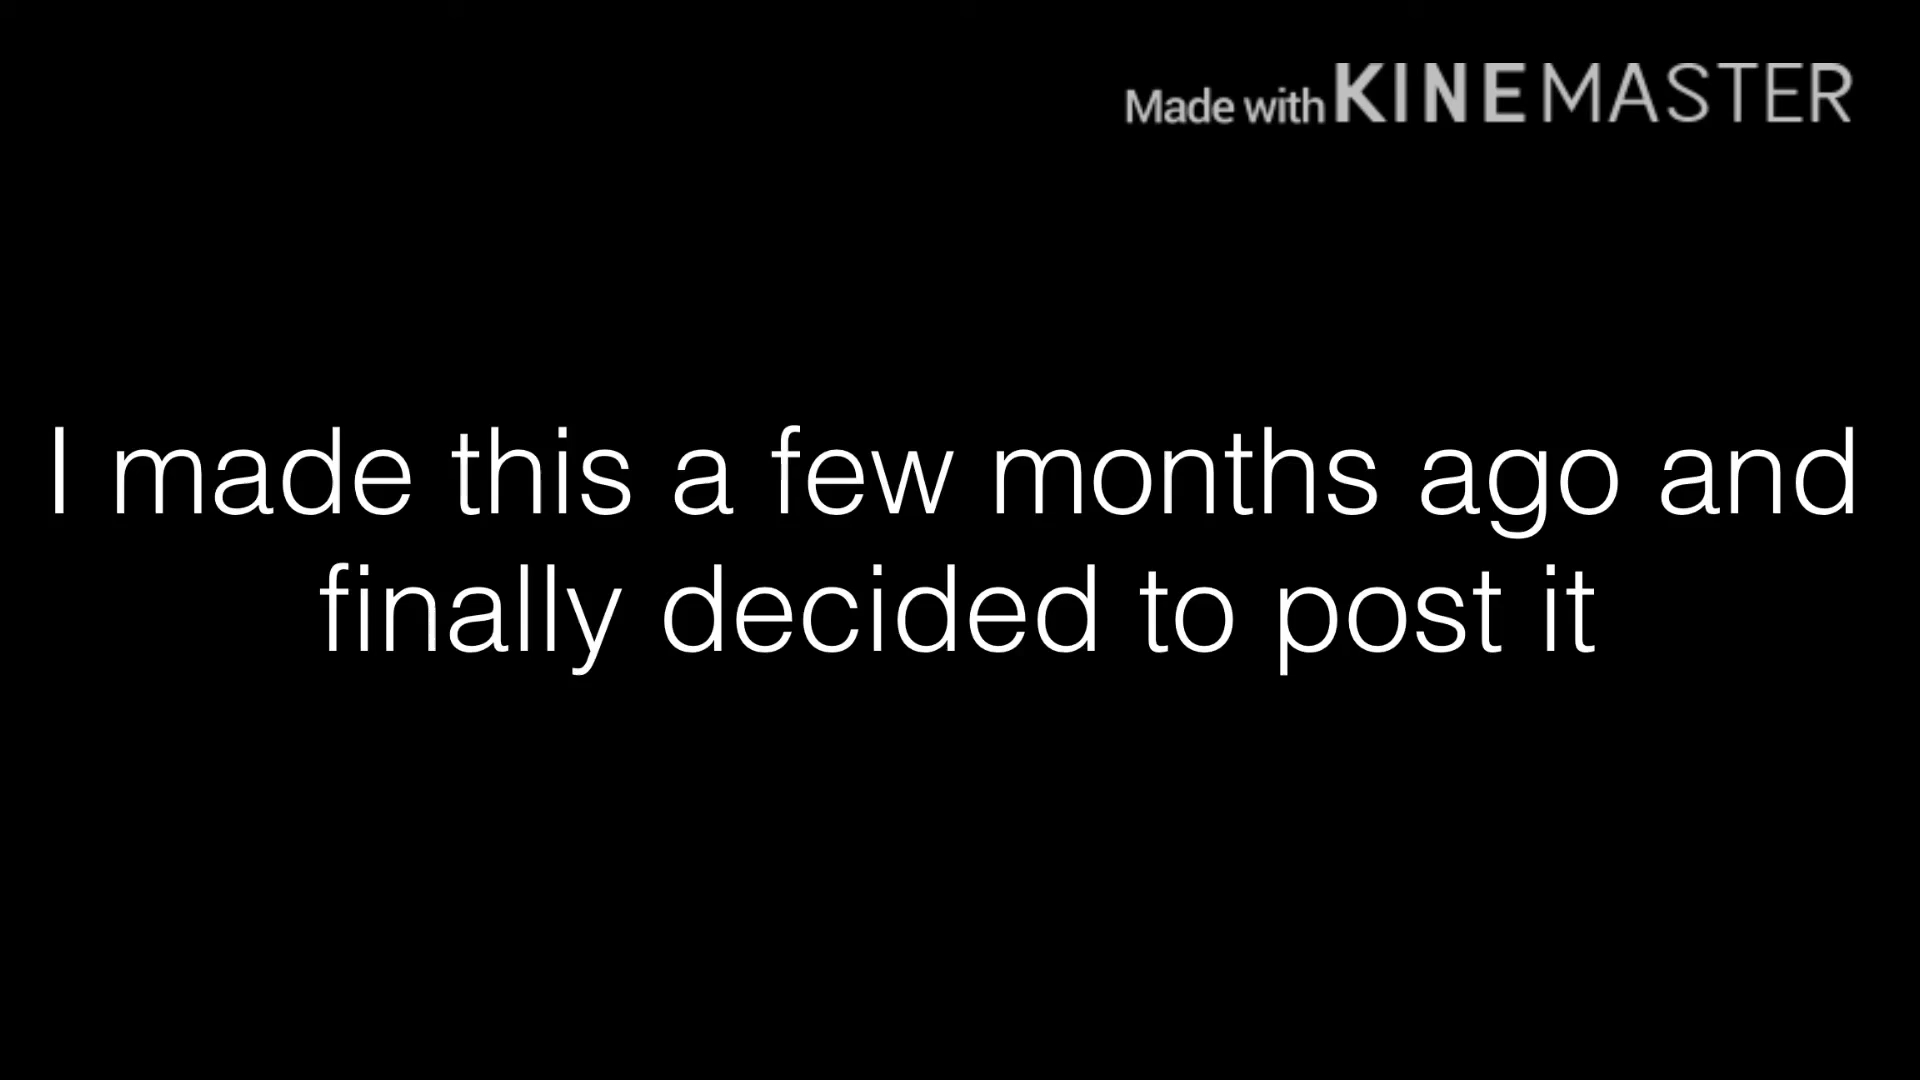 Made with KINEMASTER
I made this a few months ago and
finally decided to post it